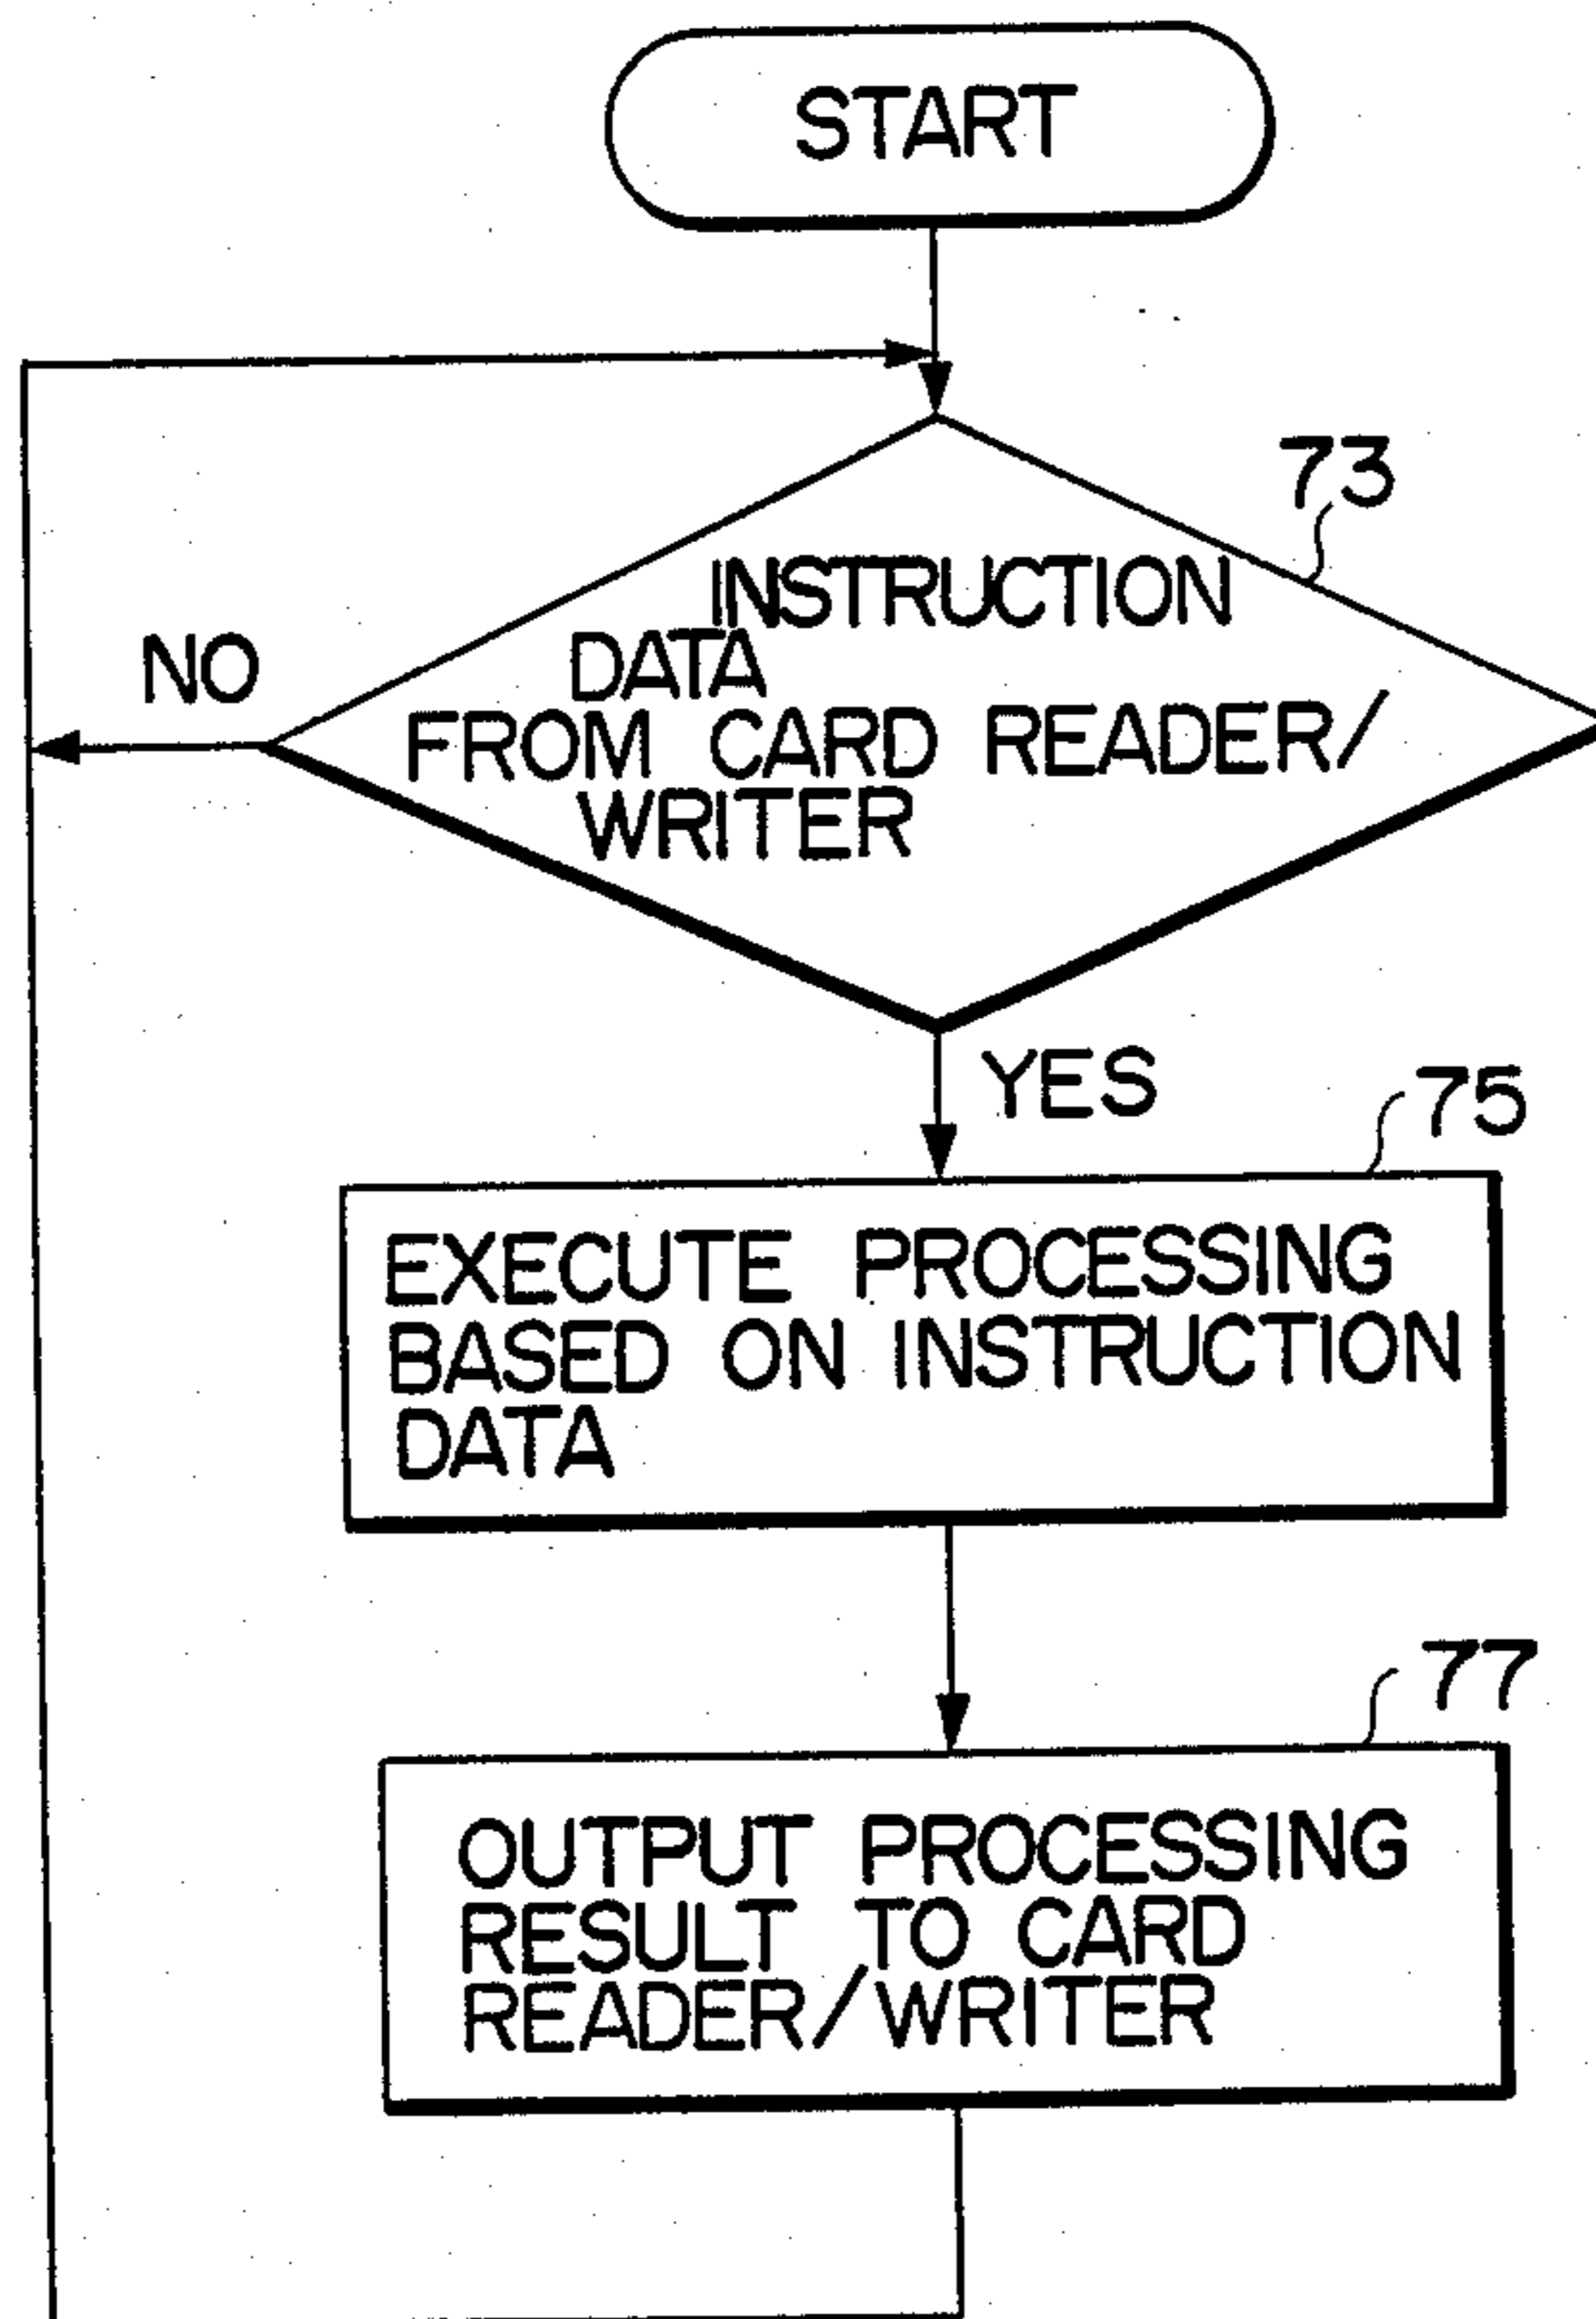 START
73
INSTRUCTION
DATA
FROM CARD READER/
WRITER
NO
YES
75
EXECUTE PROCESSING
BASED ON INSTRUCTION
DATA
77
OUTPUT PROCESSING
RESULT TO CARD
READER/WRITER